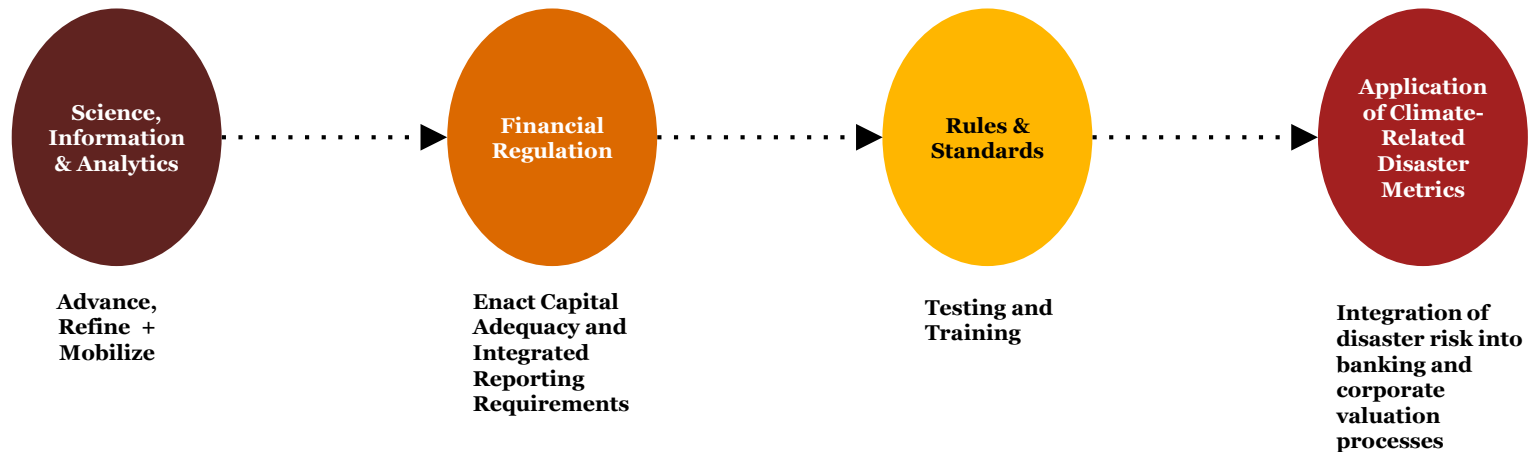 Science,
Information
& Analytics
Financial
Regulation
Rules &
Standards
Application
of Climate-
Related
Disaster
Metrics
Advance,
Refine +
Mobilize
Enact Capital
Adequacy and
Integrated
Reporting
Requirements
Testing and
Training
Integration of
disaster risk into
banking and
corporate
valuation
processes